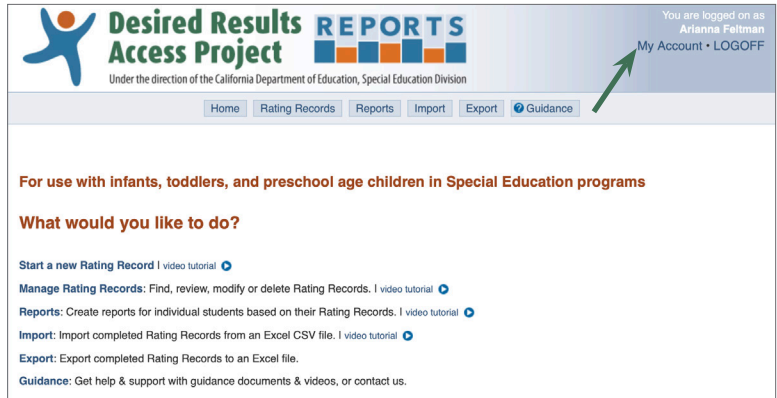 Desired Results
Access Project
REPORTS
Under the direction of the California Department of Education, Special Education Division
You are logged on as
Arianna Feltman
My Account • LOGOFF
Home Rating Records Reports Import Export ? Guidance
For use with infants, toddlers, and preschool age children in Special Education programs
What would you like to do?
Start a new Rating Record | video tutorial
Manage Rating Records: Find, review, modify or delete Rating Records. | video tutorial
Reports: Create reports for individual students based on their Rating Records. | video tutorial
Import: Import completed Rating Records from an Excel CSV file. | video tutorial
Export: Export completed Rating Records to an Excel file.
Guidance: Get help & support with guidance documents & videos, or contact us.